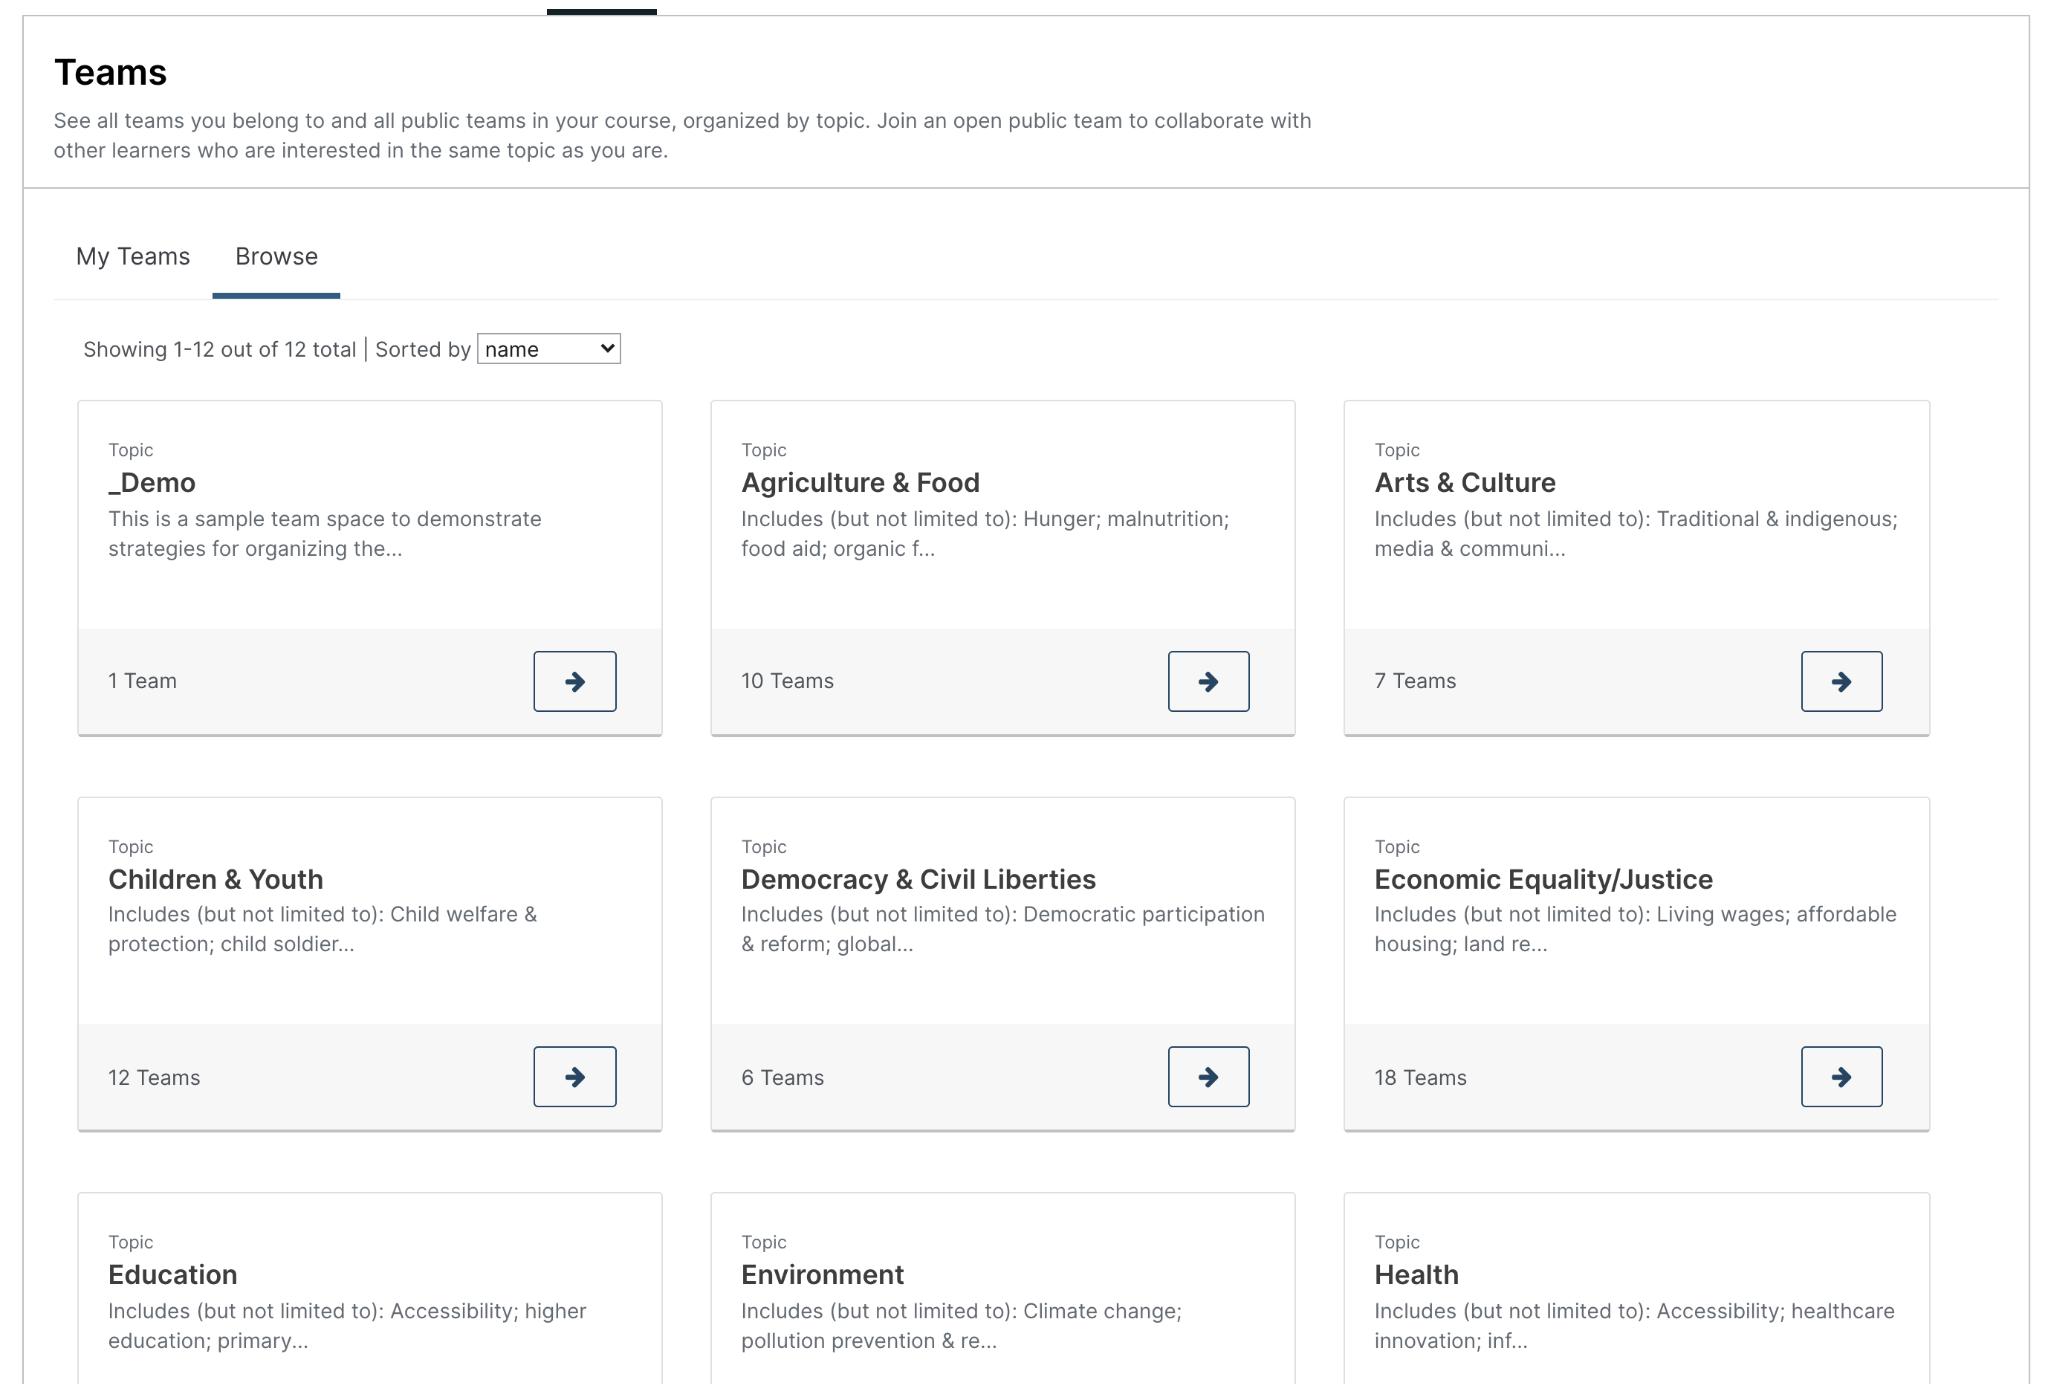 Teams
See all teams you belong to and all public teams in your course, organized by topic. Join an open public team to collaborate with
other learners who are interested in the same topic as you are.
My Teams
Browse
Showing 1-12 out of 12 total | Sorted by name
Topic
_Demo
This is a sample team space to demonstrate
strategies for organizing the...
1 Team
Topic
Agriculture & Food
Includes (but not limited to): Hunger; malnutrition;
food aid; organic f...
10 Teams
Topic
Arts & Culture
Includes (but not limited to): Traditional & indigenous;
media & communi...
7 Teams
Topic
Children & Youth
Includes (but not limited to): Child welfare &
protection; child soldier...
12 Teams
Topic
Democracy & Civil Liberties
Includes (but not limited to): Democratic participation
& reform; global...
6 Teams
Topic
Economic Equality/Justice
Includes (but not limited to): Living wages; affordable
housing; land re...
18 Teams
Topic
Education
Includes (but not limited to): Accessibility; higher
education; primary...
Topic
Environment
Includes (but not limited to): Climate change;
pollution prevention & re...
Topic
Health
Includes (but not limited to): Accessibility; healthcare
innovation; inf...